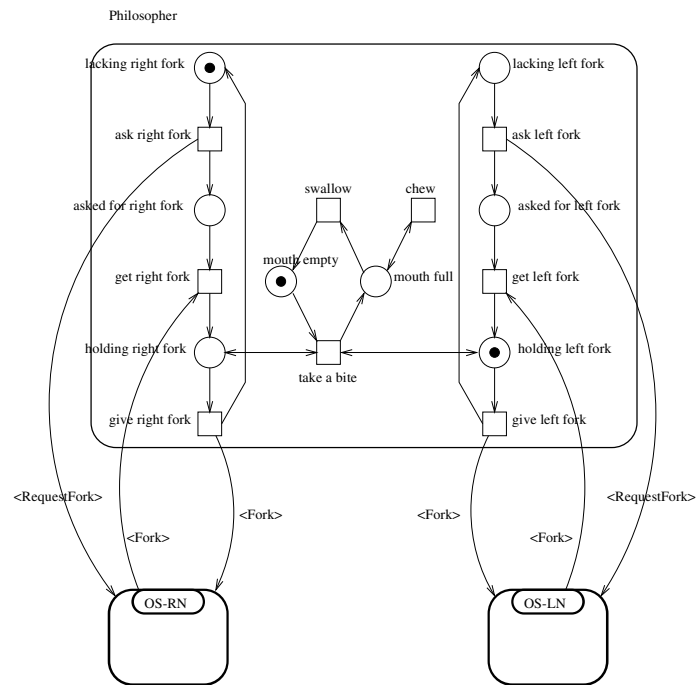 Philosopher
lacking right fork
lacking left fork
ask right fork
ask left fork
swallow
chew
asked for right fork
asked for left fork
mouth empty
get right fork
mouth full
get left fork
holding right fork
holding left fork
take a bite
give right fork
give left fork
<RequestFork>
<RequestFork>
<Fork>
<Fork>
<Fork>
<Fork>
OS-RN
OS-LN